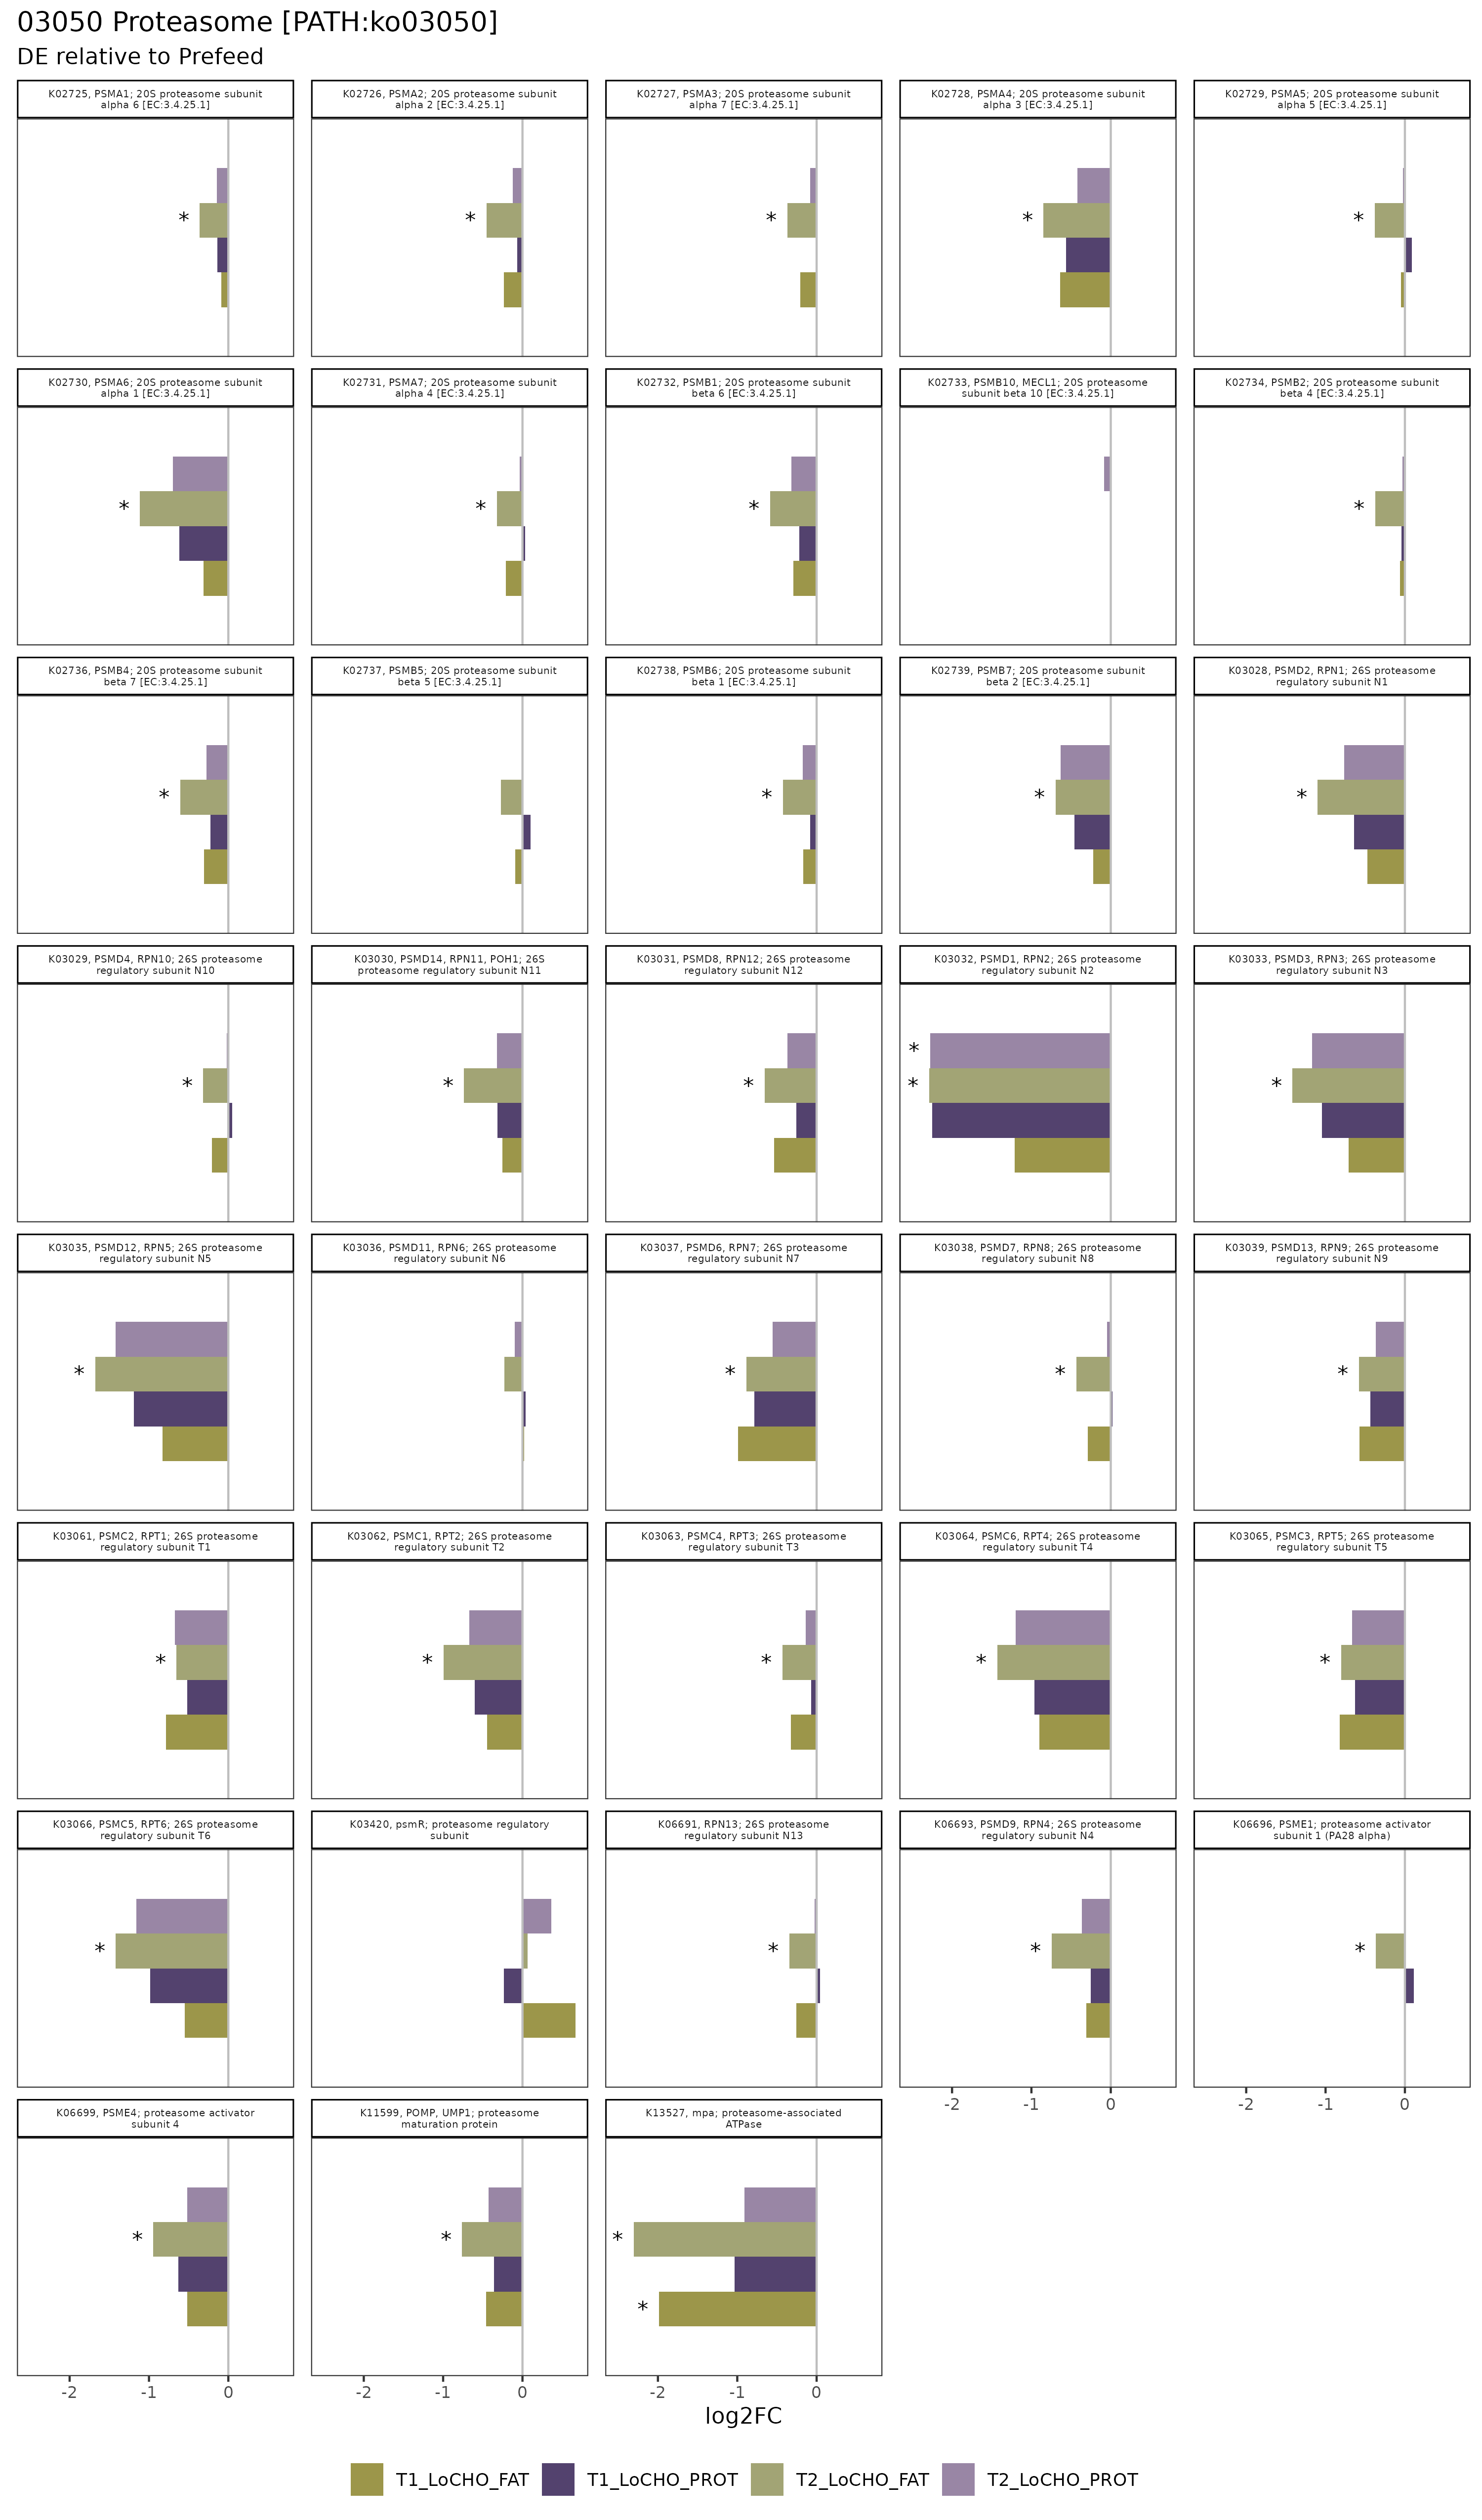 03050 Proteasome [PATH:ko03050]
DE relative to Prefeed
K02725, PSMA1; 20S proteasome subunit
alpha 6 [EC:3.4.25.1]
K02726, PSMA2; 20S proteasome subunit
alpha 2 [EC:3.4.25.1]
K02727, PSMA3; 20S proteasome subunit
alpha 7 [EC:3.4.25.1]
K02728, PSMA4; 20S proteasome subunit
alpha 3 [EC:3.4.25.1]
K02729, PSMA5; 20S proteasome subunit
alpha 5 [EC:3.4.25.1]
*
*
*
*
*
K02730, PSMA6; 20S proteasome subunit
alpha 1 [EC:3.4.25.1]
K02731, PSMA7; 20S proteasome subunit
alpha 4 [EC:3.4.25.1]
K02732, PSMB1; 20S proteasome subunit
beta 6 [EC:3.4.25.1]
K02733, PSMB10, MECL1; 20S proteasome
subunit beta 10 [EC:3.4.25.1]
K02734, PSMB2; 20S proteasome subunit
beta 4 [EC:3.4.25.1]
*
*
*
*
K02736, PSMB4; 20S proteasome subunit
beta 7 [EC:3.4.25.1]
K02737, PSMB5; 20S proteasome subunit
beta 5 [EC:3.4.25.1]
K02738, PSMB6; 20S proteasome subunit
beta 1 [EC:3.4.25.1]
K02739, PSMB7; 20S proteasome subunit
beta 2 [EC:3.4.25.1]
K03028, PSMD2, RPN1; 26S proteasome
regulatory subunit N1
*
*
*
*
K03029, PSMD4, RPN10; 26S proteasome
regulatory subunit N10
K03030, PSMD14, RPN11, POH1; 26S
proteasome regulatory subunit N11
K03031, PSMD8, RPN12; 26S proteasome
regulatory subunit N12
K03032, PSMD1, RPN2; 26S proteasome
regulatory subunit N2
K03033, PSMD3, RPN3; 26S proteasome
regulatory subunit N3
*
*
*
*
*
*
K03035, PSMD12, RPN5; 26S proteasome
regulatory subunit N5
K03036, PSMD11, RPN6; 26S proteasome
regulatory subunit N6
K03037, PSMD6, RPN7; 26S proteasome
regulatory subunit N7
K03038, PSMD7, RPN8; 26S proteasome
regulatory subunit N8
K03039, PSMD13, RPN9; 26S proteasome
regulatory subunit N9
*
*
*
*
K03061, PSMC2, RPT1; 26S proteasome
regulatory subunit T1
K03062, PSMC1, RPT2; 26S proteasome
regulatory subunit T2
K03063, PSMC4, RPT3; 26S proteasome
regulatory subunit T3
K03064, PSMC6, RPT4; 26S proteasome
regulatory subunit T4
K03065, PSMC3, RPT5; 26S proteasome
regulatory subunit T5
*
*
*
*
*
K03066, PSMC5, RPT6; 26S proteasome
regulatory subunit T6
K03420, psmR; proteasome regulatory
subunit
K06691, RPN13; 26S proteasome
regulatory subunit N13
K06693, PSMD9, RPN4; 26S proteasome
regulatory subunit N4
K06696, PSME1; proteasome activator
subunit 1 (PA28 alpha)
*
*
*
*
-2 -1 0
-2 -1 0
K06699, PSME4; proteasome activator
subunit 4
K11599, POMP, UMP1; proteasome
maturation protein
K13527, mpa; proteasome-associated
ATPase
*
*
*
*
-2 -1 0
-2 -1 0
-2 -1 0
log2FC
T1_LoCHO_FAT T1_LoCHO_PROT T2_LoCHO_FAT T2_LoCHO_PROT